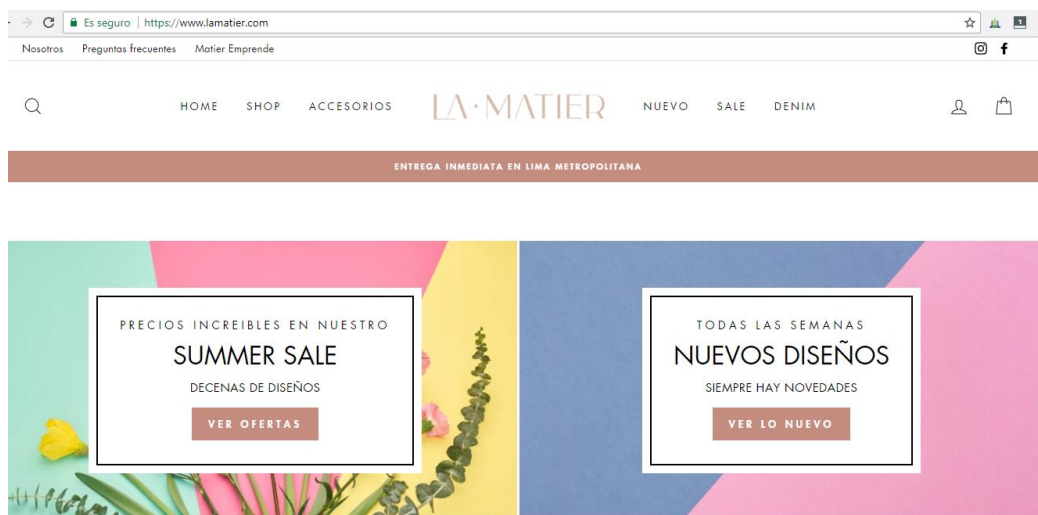 Es seguro | https://www.lamatier.com
Nosotros Preguntas frecuentes Matier Emprende
HOME SHOP ACCESORIOS LA·MATIER NUEVO SALE DENIM
ENTREGA INMEDIATA EN LIMA METROPOLITANA
PRECIOS INCREIBLES EN NUESTRO
SUMMER SALE
DECENAS DE DISEÑOS
VER OFERTAS
TODAS LAS SEMANAS
NUEVOS DISEÑOS
SIEMPRE HAY NOVEDADES
VER LO NUEVO